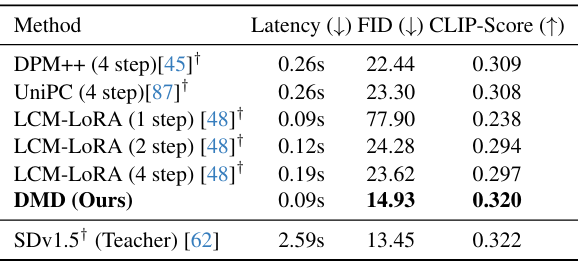 Method Latency (↓) FID (↓) CLIP-Score (↑)
DPM++ (4 step)[45]† 0.26s 22.44 0.309
UniPC (4 step)[87]† 0.26s 23.30 0.308
LCM-LoRA (1 step) [48]† 0.09s 77.90 0.238
LCM-LoRA (2 step) [48]† 0.12s 24.28 0.294
LCM-LoRA (4 step) [48]† 0.19s 23.62 0.297
DMD (Ours) 0.09s 14.93 0.320
SDv1.5† (Teacher) [62] 2.59s 13.45 0.322